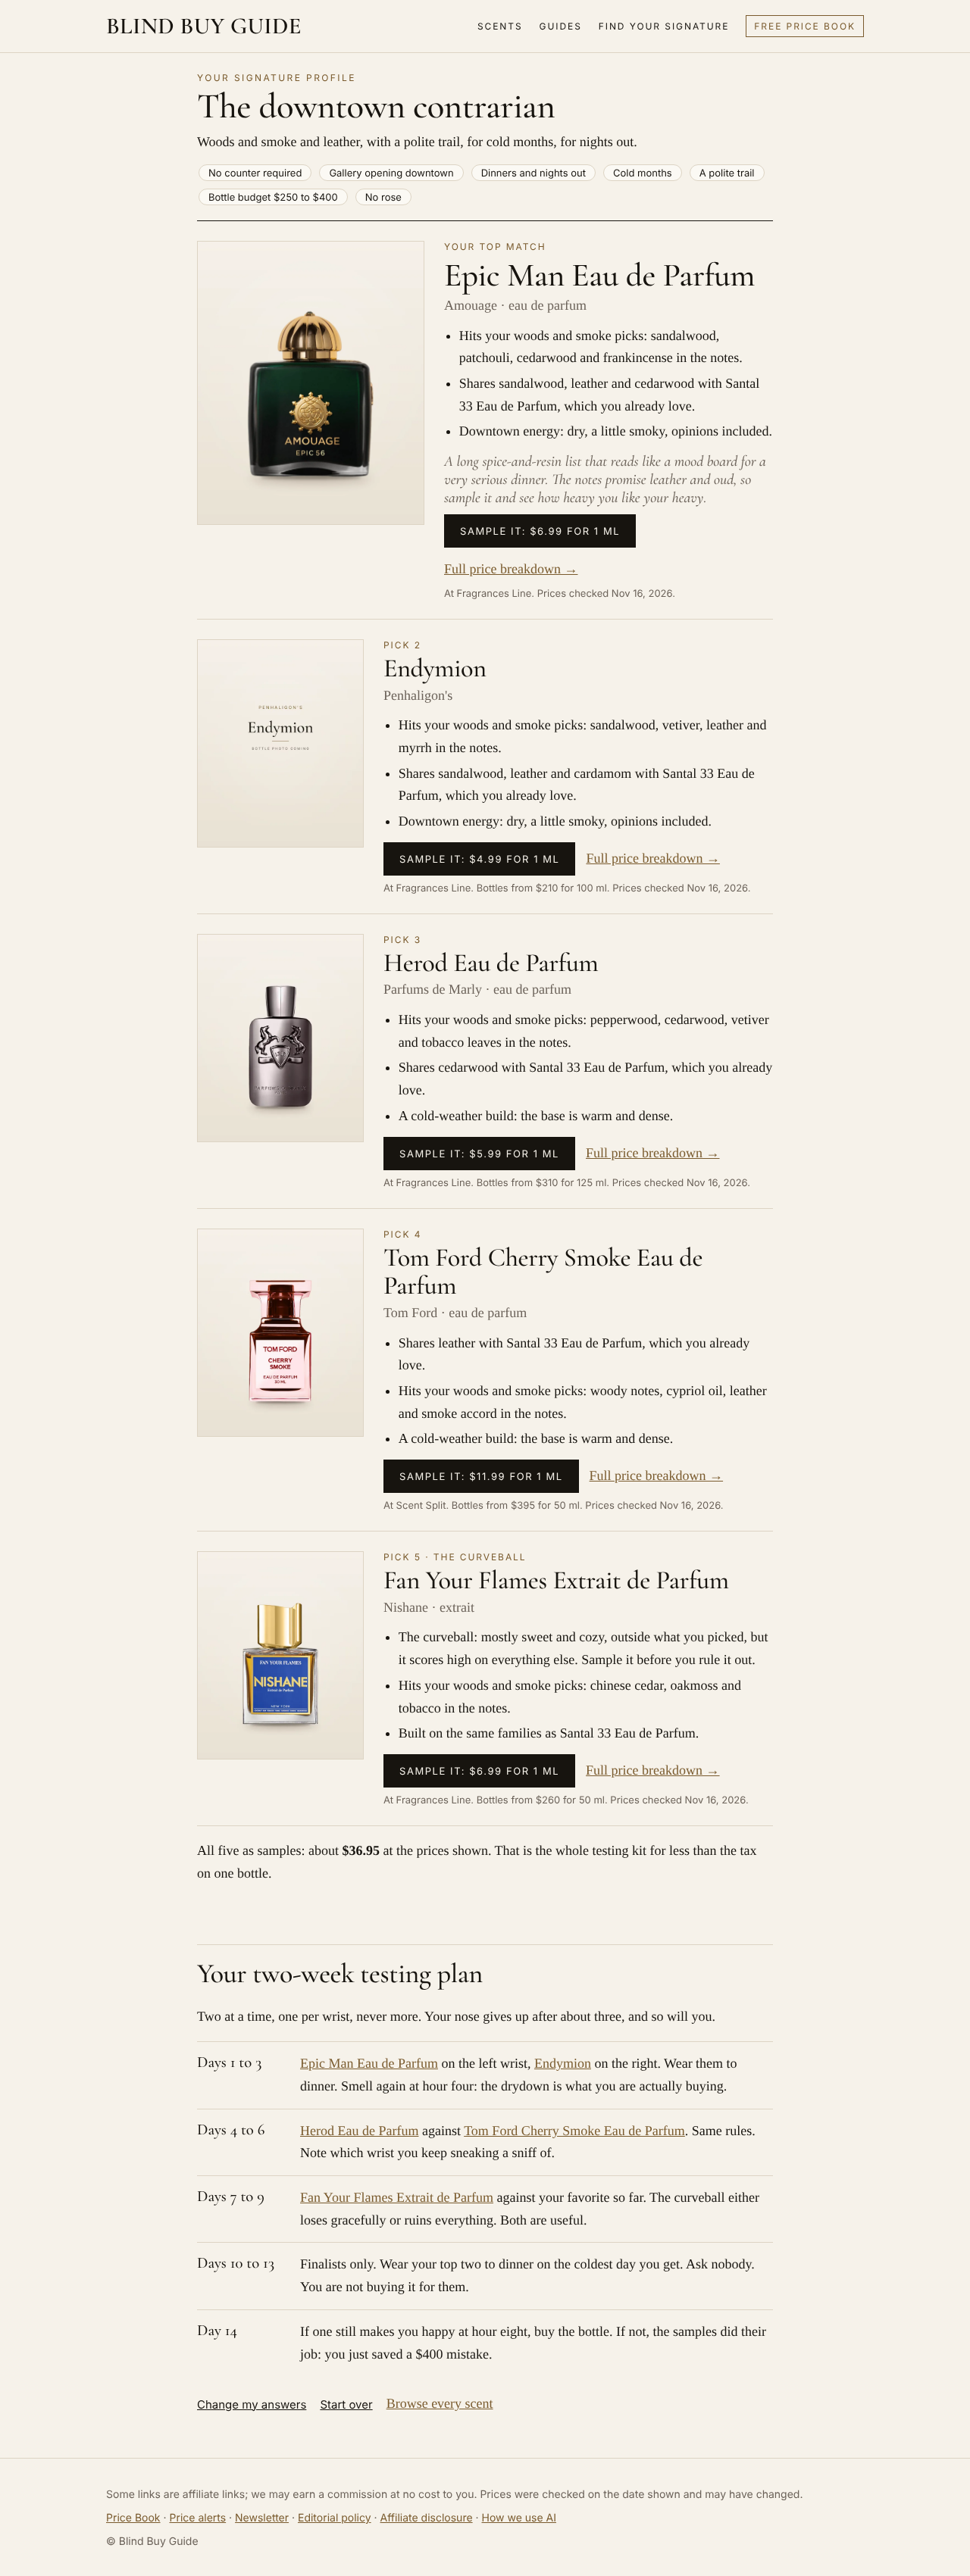 BLIND BUY GUIDE
SCENTS GUIDES FIND YOUR SIGNATURE FREE PRICE BOOK
YOUR SIGNATURE PROFILE
The downtown contrarian
Woods and smoke and leather, with a polite trail, for cold months, for nights out.
No counter required Gallery opening downtown Dinners and nights out Cold months A polite trail
Bottle budget $250 to $400 No rose
AMOUAGE
EPIC 56
YOUR TOP MATCH
Epic Man Eau de Parfum
Amouage · eau de parfum
• Hits your woods and smoke picks: sandalwood,
patchouli, cedarwood and frankincense in the notes.
• Shares sandalwood, leather and cedarwood with Santal
33 Eau de Parfum, which you already love.
• Downtown energy: dry, a little smoky, opinions included.
A long spice-and-resin list that reads like a mood board for a
very serious dinner. The notes promise leather and oud, so
sample it and see how heavy you like your heavy.
SAMPLE IT: $6.99 FOR 1 ML
Full price breakdown →
At Fragrances Line. Prices checked Nov 16, 2026.
PENHALIGON'S
Endymion
BOTTLE PHOTO COMING
PICK 2
Endymion
Penhaligon's
• Hits your woods and smoke picks: sandalwood, vetiver, leather and
myrrh in the notes.
• Shares sandalwood, leather and cardamom with Santal 33 Eau de
Parfum, which you already love.
• Downtown energy: dry, a little smoky, opinions included.
SAMPLE IT: $4.99 FOR 1 ML Full price breakdown →
At Fragrances Line. Bottles from $210 for 100 ml. Prices checked Nov 16, 2026.
PICK 3
Herod Eau de Parfum
Parfums de Marly · eau de parfum
• Hits your woods and smoke picks: pepperwood, cedarwood, vetiver
and tobacco leaves in the notes.
• Shares cedarwood with Santal 33 Eau de Parfum, which you already
love.
• A cold-weather build: the base is warm and dense.
SAMPLE IT: $5.99 FOR 1 ML Full price breakdown →
At Fragrances Line. Bottles from $310 for 125 ml. Prices checked Nov 16, 2026.
TOM FORD
CHERRY
SMOKE
EAU DE PARFUM
PICK 4
Tom Ford Cherry Smoke Eau de
Parfum
Tom Ford · eau de parfum
• Shares leather with Santal 33 Eau de Parfum, which you already
love.
• Hits your woods and smoke picks: woody notes, cypriol oil, leather
and smoke accord in the notes.
• A cold-weather build: the base is warm and dense.
SAMPLE IT: $11.99 FOR 1 ML Full price breakdown →
At Scent Split. Bottles from $395 for 50 ml. Prices checked Nov 16, 2026.
FAN YOUR FLAMES
NISHANE
Extrait de Parfum
NEW YORK
PICK 5 · THE CURVEBALL
Fan Your Flames Extrait de Parfum
Nishane · extrait
• The curveball: mostly sweet and cozy, outside what you picked, but
it scores high on everything else. Sample it before you rule it out.
• Hits your woods and smoke picks: chinese cedar, oakmoss and
tobacco in the notes.
• Built on the same families as Santal 33 Eau de Parfum.
SAMPLE IT: $6.99 FOR 1 ML Full price breakdown →
At Fragrances Line. Bottles from $260 for 50 ml. Prices checked Nov 16, 2026.
All five as samples: about $36.95 at the prices shown. That is the whole testing kit for less than the tax
on one bottle.
Your two-week testing plan
Two at a time, one per wrist, never more. Your nose gives up after about three, and so will you.
Days 1 to 3 Epic Man Eau de Parfum on the left wrist, Endymion on the right. Wear them to
dinner. Smell again at hour four: the drydown is what you are actually buying.
Days 4 to 6 Herod Eau de Parfum against Tom Ford Cherry Smoke Eau de Parfum. Same rules.
Note which wrist you keep sneaking a sniff of.
Days 7 to 9 Fan Your Flames Extrait de Parfum against your favorite so far. The curveball either
loses gracefully or ruins everything. Both are useful.
Days 10 to 13 Finalists only. Wear your top two to dinner on the coldest day you get. Ask nobody.
You are not buying it for them.
Day 14 If one still makes you happy at hour eight, buy the bottle. If not, the samples did their
job: you just saved a $400 mistake.
Change my answers Start over Browse every scent
Some links are affiliate links; we may earn a commission at no cost to you. Prices were checked on the date shown and may have changed.
Price Book · Price alerts · Newsletter · Editorial policy · Affiliate disclosure · How we use AI
© Blind Buy Guide